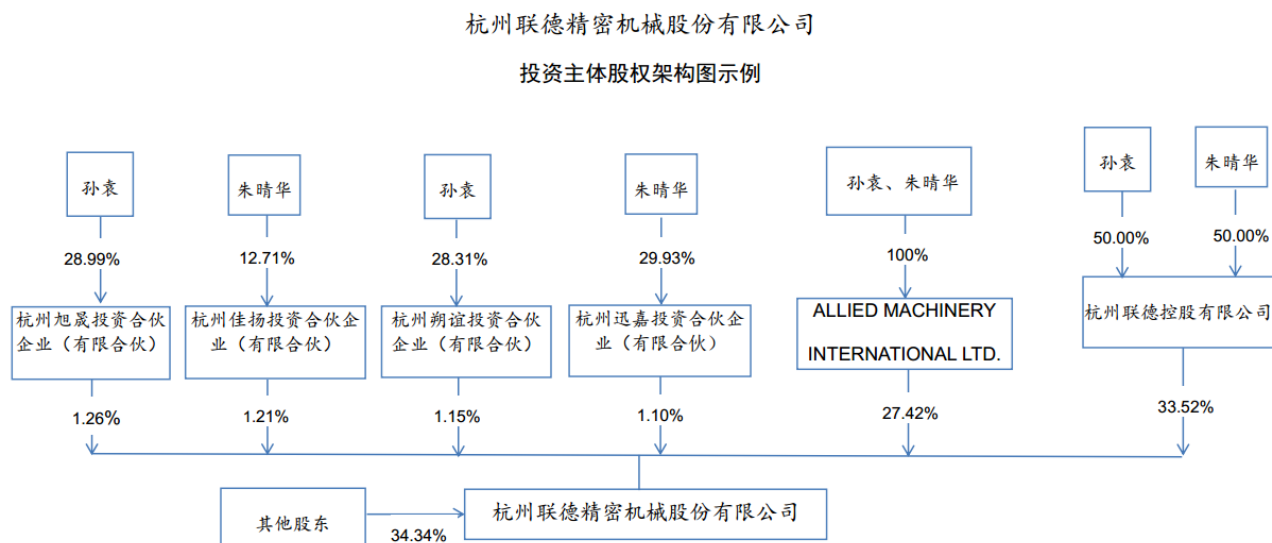 杭州联德精密机械股份有限公司
投资主体股权架构图示例
孙袁
朱晴华
孙袁
朱晴华
孙袁、朱晴华
孙袁
朱晴华
28.99%
12.71%
28.31%
29.93%
100%
50.00%
50.00%
杭州旭晟投资合伙
企业（有限合伙）
杭州佳扬投资合伙企
业（有限合伙）
杭州朔谊投资合伙
企业（有限合伙）
杭州迅嘉投资合伙企
业（有限合伙）
ALLIED MACHINERY
INTERNATIONAL LTD.
杭州联德控股有限公司
1.26%
1.21%
1.15%
1.10%
27.42%
33.52%
其他股东
34.34%
杭州联德精密机械股份有限公司